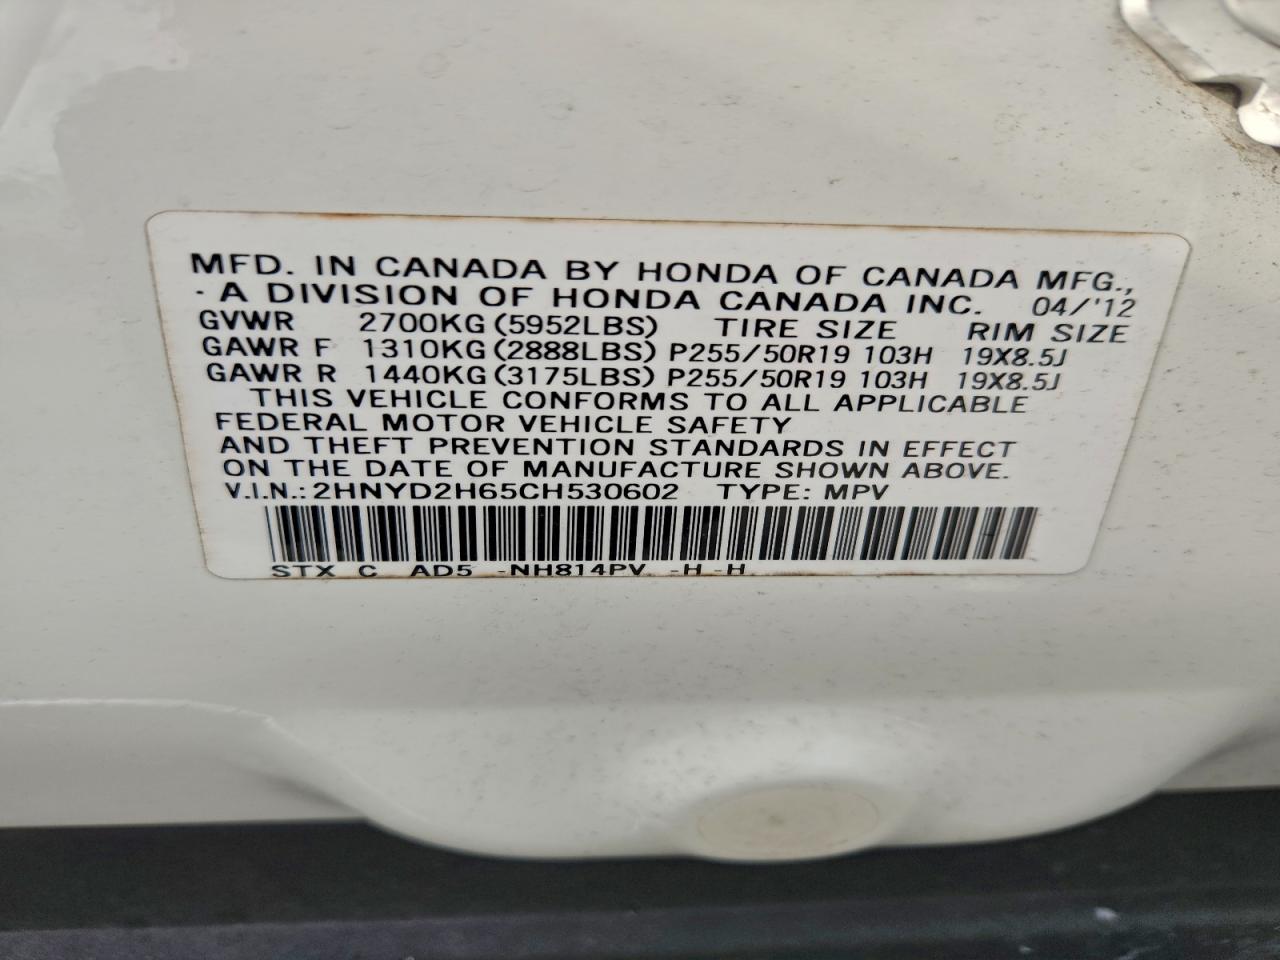 MFD. IN CANADA BY HONDA OF CANADA MFG.,
· A DIVISION OF HONDA CANADA INC. 04/'12
GVWR 2700KG (5952LBS) TIRE SIZE RIM SIZE
GAWR F 1310KG (2888LBS) P255/50R19 103H 19X8.5J
GAWR R 1440KG (3175LBS) P255/50R19 103H 19X8.5J
THIS VEHICLE CONFORMS TO ALL APPLICABLE
FEDERAL MOTOR VEHICLE SAFETY
AND THEFT PREVENTION STANDARDS IN EFFECT
ON THE DATE OF MANUFACTURE SHOWN ABOVE.
V.I.N.: 2HNYD2H65CH530602 TYPE: MPV
STX C AD5 -NH814PV -H -H